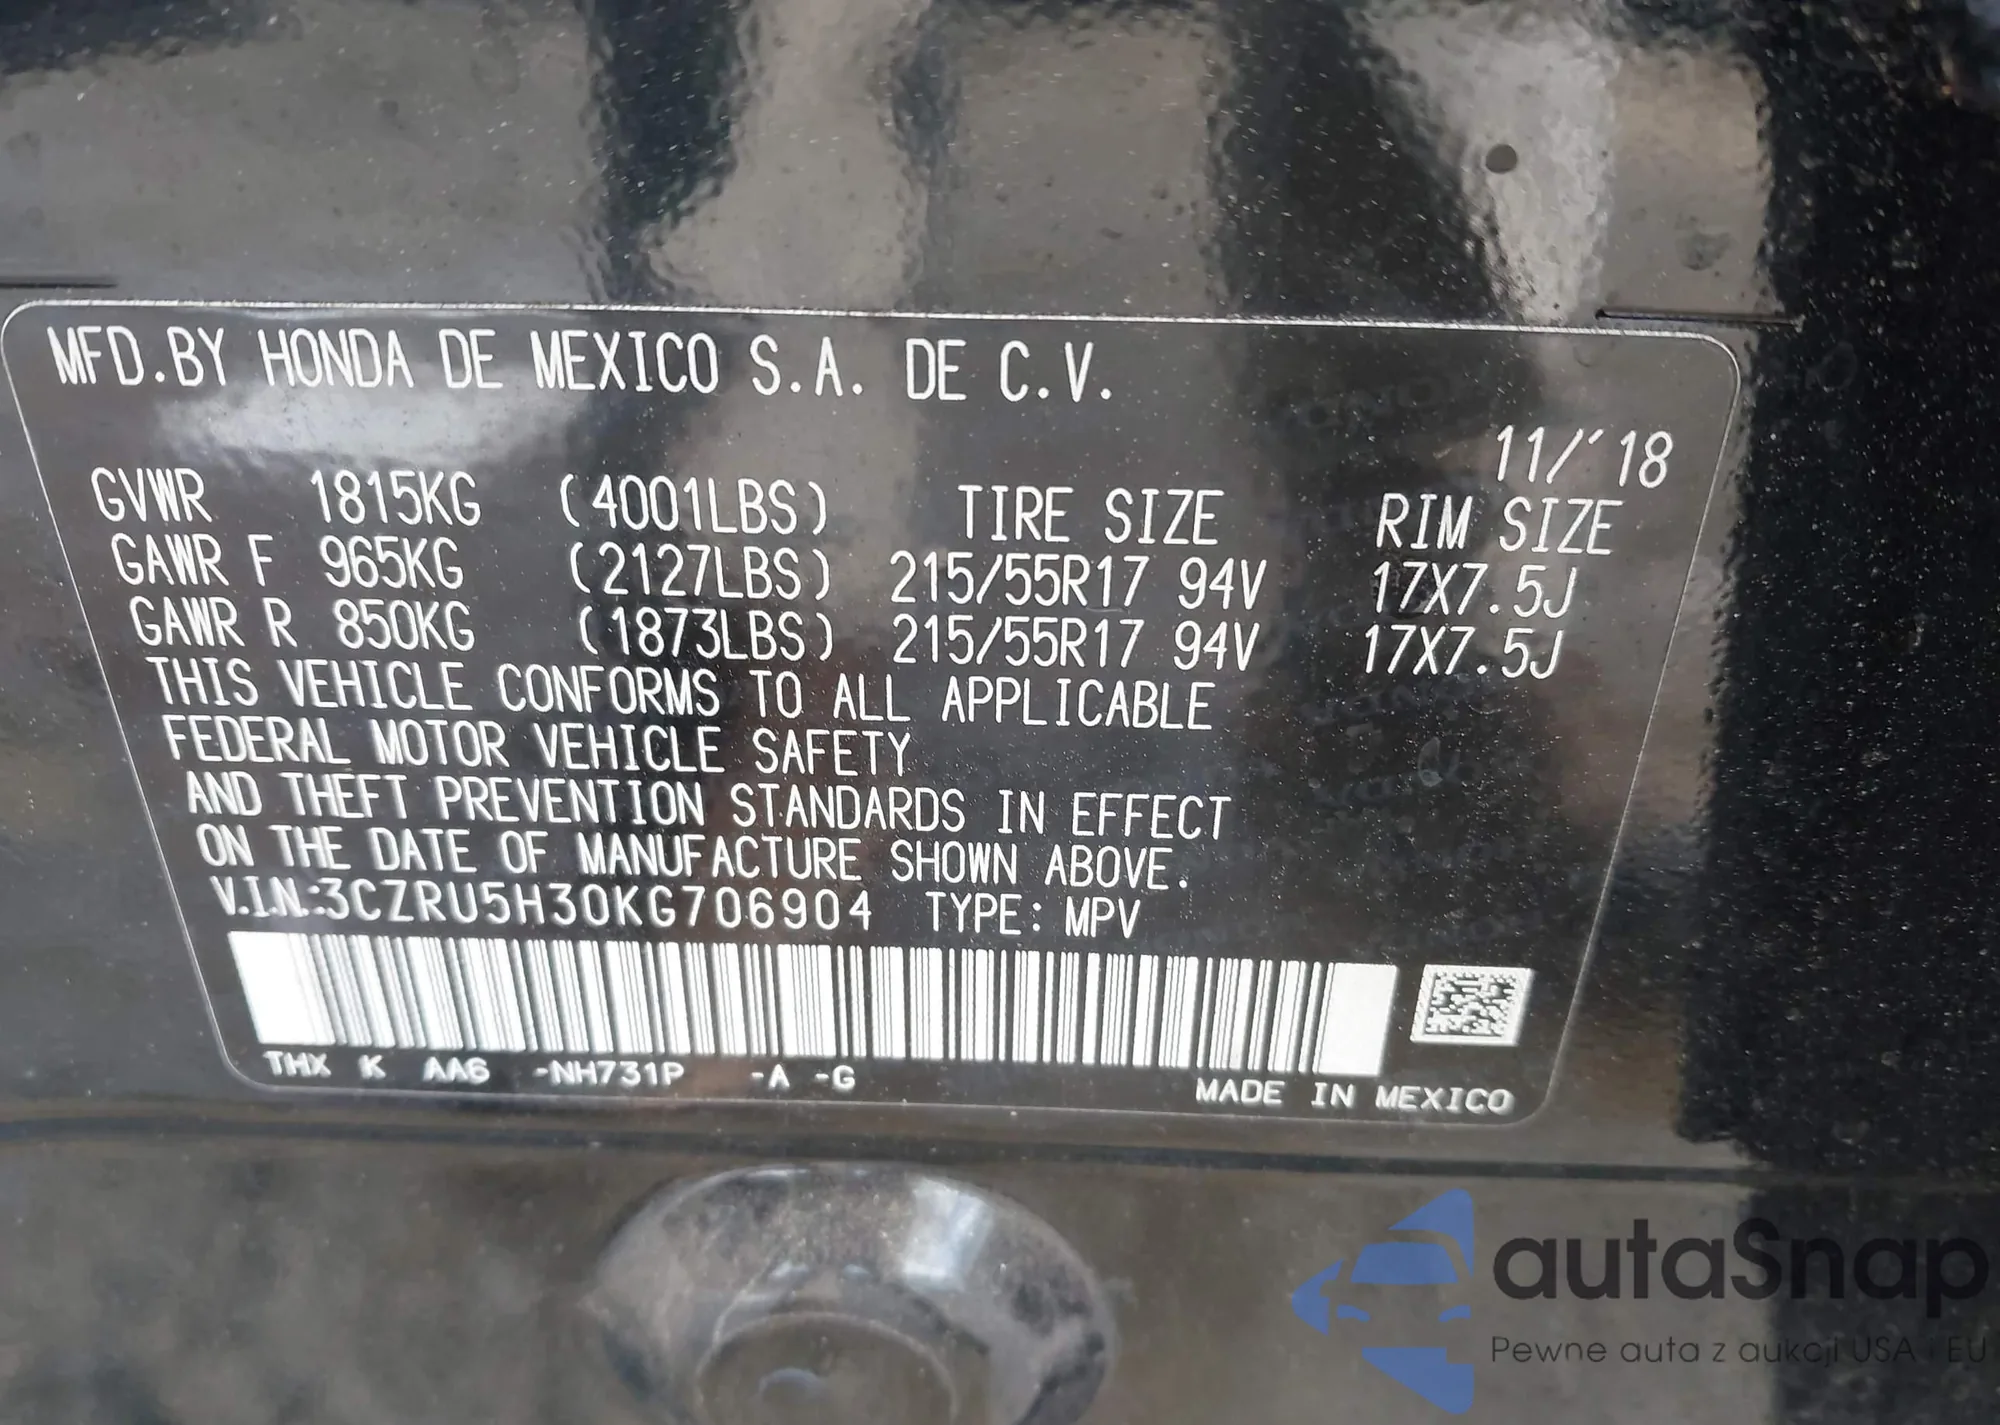 MFD.BY HONDA DE MEXICO S.A. DE C.V.
11/'18
GVWR 1815KG (4001LBS) TIRE SIZE RIM SIZE
GAWR F 965KG (2127LBS) 215/55R17 94V 17X7.5J
GAWR R 850KG (1873LBS) 215/55R17 94V 17X7.5J
THIS VEHICLE CONFORMS TO ALL APPLICABLE
FEDERAL MOTOR VEHICLE SAFETY
AND THEFT PREVENTION STANDARDS IN EFFECT
ON THE DATE OF MANUFACTURE SHOWN ABOVE.
V.I.N.:3CZRU5H30KG706904 TYPE: MPV
THX K AA6 -NH731P -A -G
MADE IN MEXICO
autaSnap
Pewne auta z aukcji USA i EU